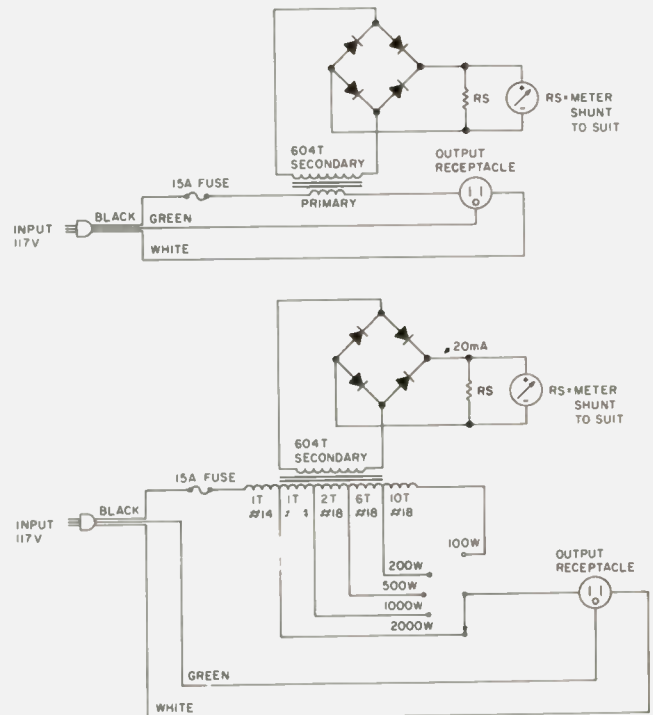 RS
RS=METER
SHUNT
TO SUIT
604T
SECONDARY
OUTPUT
RECEPTACLE
15A FUSE
PRIMARY
BLACK
GREEN
INPUT
117V
WHITE
20mA
RS
RS=METER
SHUNT
TO SUIT
604T
SECONDARY
15A FUSE
1T 1T 2T 6T 10T
#14 #18 #18 #18
BLACK
INPUT
117V
100W
OUTPUT
RECEPTACLE
200W
500W
1000W
2000W
GREEN
WHITE